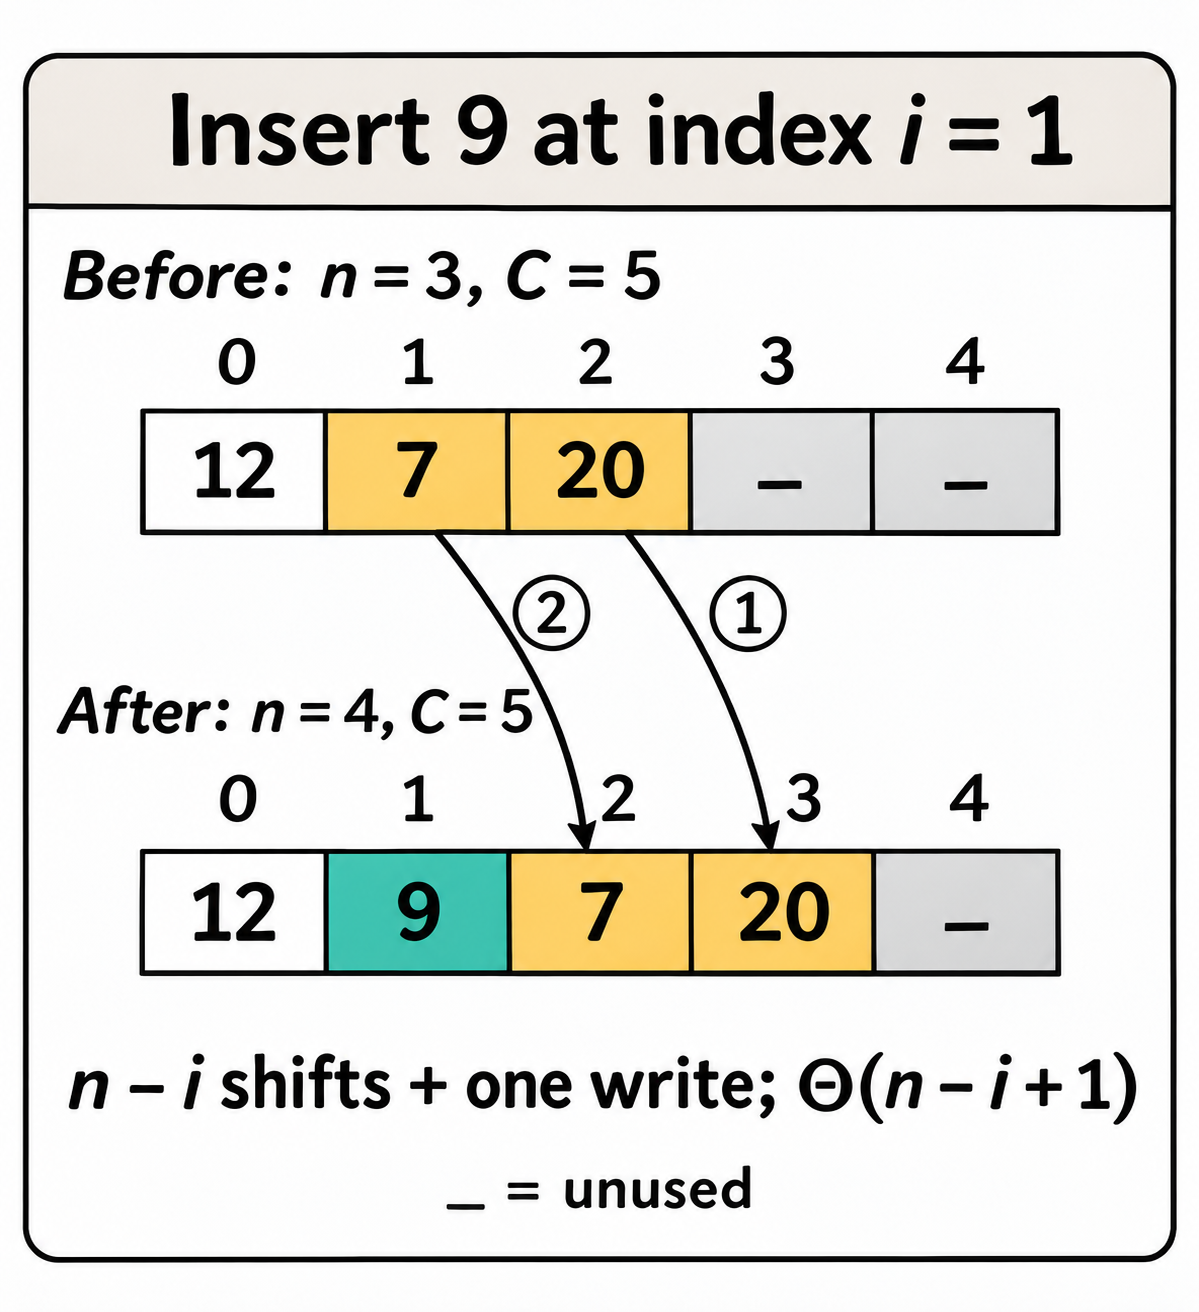 Insert 9 at index i = 1
Before: n = 3, C = 5
0 1 2 3 4
12 7 20 – –
② ①
After: n = 4, C = 5
0 1 2 3 4
12 9 7 20 –
n – i shifts + one write; Θ(n – i + 1)
_ = unused